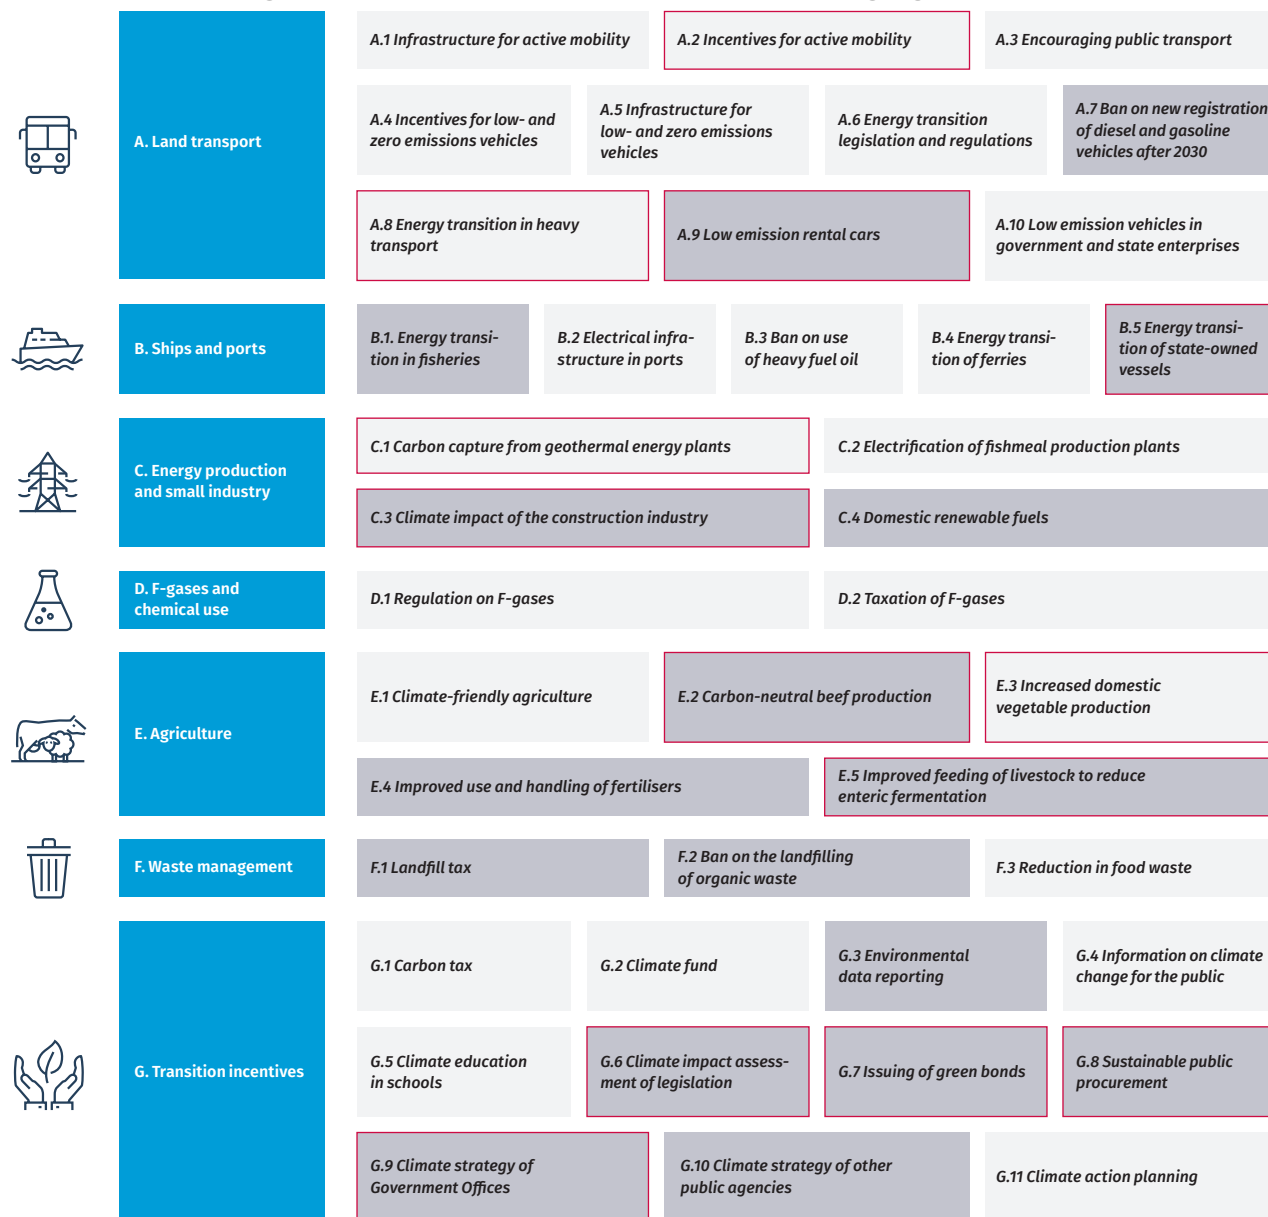 A. Land transport
A.1 Infrastructure for active mobility
A.2 Incentives for active mobility
A.3 Encouraging public transport
A.4 Incentives for low- and
zero emissions vehicles
A.5 Infrastructure for
low- and zero emissions
vehicles
A.6 Energy transition
legislation and regulations
A.7 Ban on new registration
of diesel and gasoline
vehicles after 2030
A.8 Energy transition in heavy
transport
A.9 Low emission rental cars
A.10 Low emission vehicles in
government and state enterprises
B. Ships and ports
B.1. Energy transi-
tion in fisheries
B.2 Electrical infra-
structure in ports
B.3 Ban on use
of heavy fuel oil
B.4 Energy transi-
tion of ferries
B.5 Energy transi-
tion of state-owned
vessels
C. Energy production
and small industry
C.1 Carbon capture from geothermal energy plants
C.2 Electrification of fishmeal production plants
C.3 Climate impact of the construction industry
C.4 Domestic renewable fuels
D. F-gases and
chemical use
D.1 Regulation on F-gases
D.2 Taxation of F-gases
E. Agriculture
E.1 Climate-friendly agriculture
E.2 Carbon-neutral beef production
E.3 Increased domestic
vegetable production
E.4 Improved use and handling of fertilisers
E.5 Improved feeding of livestock to reduce
enteric fermentation
F. Waste management
F.1 Landfill tax
F.2 Ban on the landfilling
of organic waste
F.3 Reduction in food waste
G. Transition incentives
G.1 Carbon tax
G.2 Climate fund
G.3 Environmental
data reporting
G.4 Information on climate
change for the public
G.5 Climate education
in schools
G.6 Climate impact assess-
ment of legislation
G.7 Issuing of green bonds
G.8 Sustainable public
procurement
G.9 Climate strategy of
Government Offices
G.10 Climate strategy of other
public agencies
G.11 Climate action planning